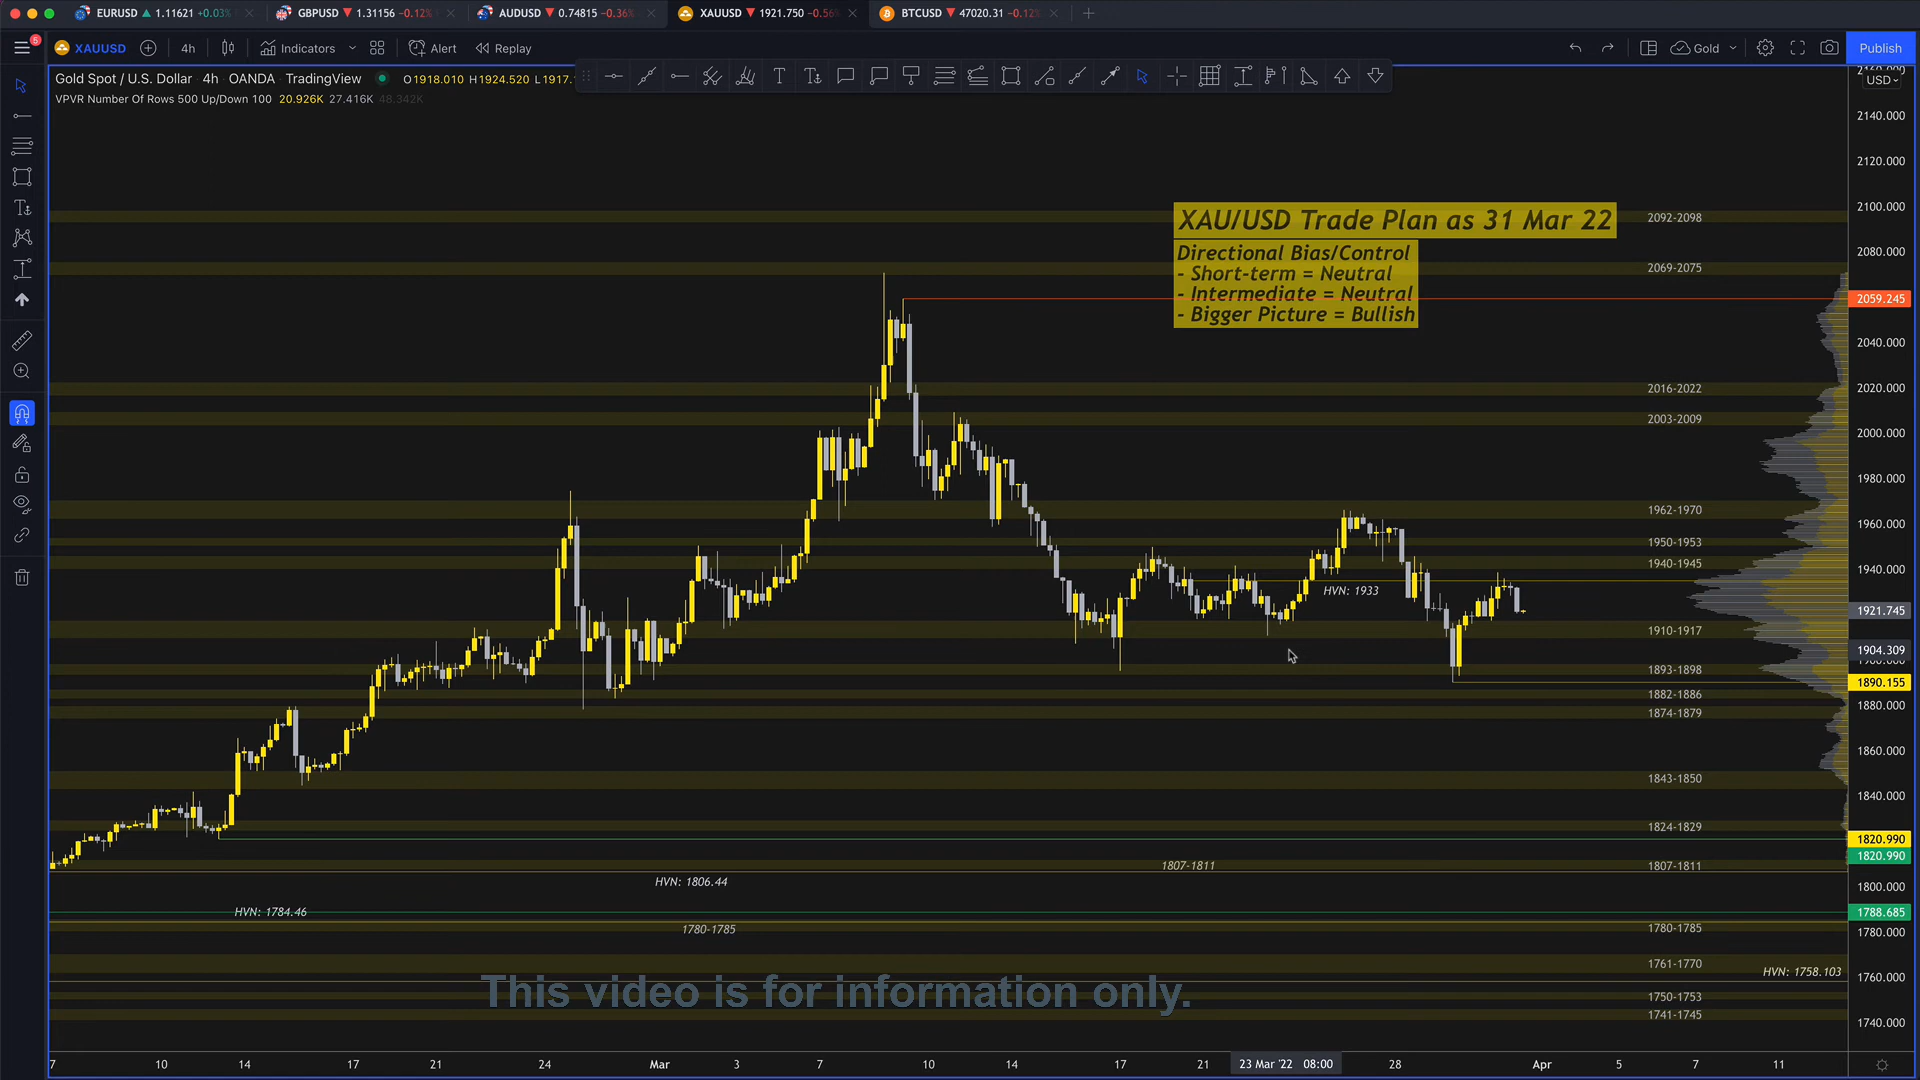 EURUSD 1.11621 +0.03% GBPUSD 1.31156 -0.12% AUDUSD 0.74815 -0.36% XAUUSD 1921.750 -0.56% BTCUSD 47020.31 -0.12%
5
XAUUSD 4h Indicators Alert Replay Gold Publish
Gold Spot / U.S. Dollar · 4h · OANDA · TradingView O1918.010 H1924.520 L1917.
VPVR Number Of Rows 500 Up/Down 100 20.926K 27.416K 48.342K
USD
2140.000
2120.000
2100.000
2080.000
2059.245
2040.000
2020.000
2000.000
1980.000
1960.000
1940.000
1921.745
1904.309
1890.155
1880.000
1860.000
1840.000
1820.990
1820.990
1800.000
1788.685
1780.000
1760.000
1740.000
XAU/USD Trade Plan as 31 Mar 22
Directional Bias/Control
- Short-term = Neutral
- Intermediate = Neutral
- Bigger Picture = Bullish
2092-2098
2069-2075
2016-2022
2003-2009
1962-1970
1950-1953
1940-1945
HVN: 1933
1910-1917
1893-1898
1882-1886
1874-1879
1843-1850
1824-1829
1807-1811 1807-1811
HVN: 1806.44
HVN: 1784.46
1780-1785 1780-1785
1761-1770
HVN: 1758.103
1750-1753
1741-1745
This video is for information only.
7 10 14 17 21 24 Mar 3 7 10 14 17 21 23 Mar '22 08:00 28 Apr 5 7 11